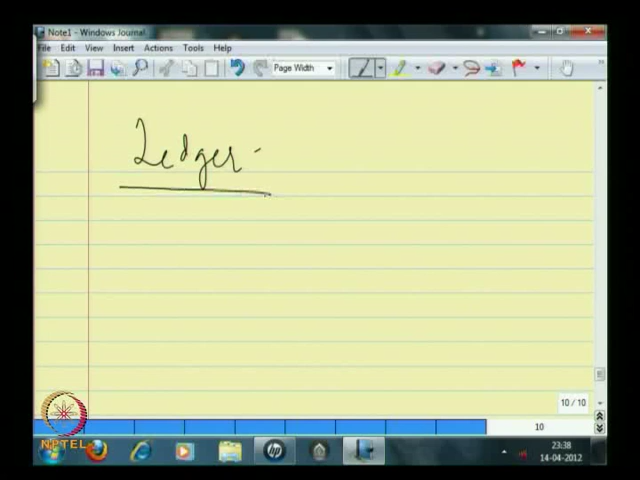 Note1 - Windows Journal
File Edit View Insert Actions Tools Help
Page Width
Ledger -
10 / 10
10
NPTEL
hp
23:38
14-04-2012